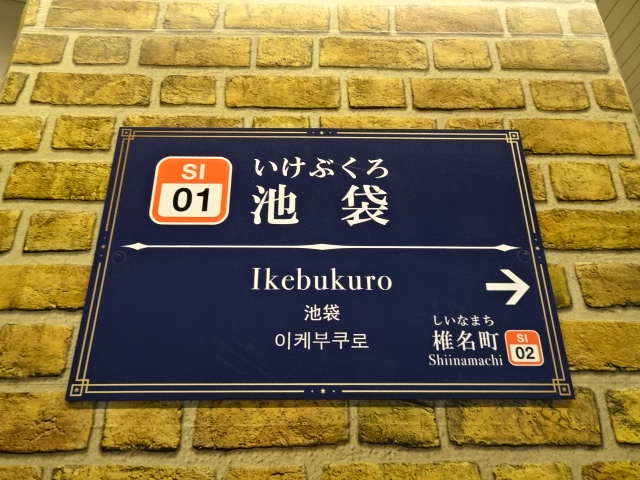 SI
01
いけぶくろ
池袋
Ikebukuro
池袋
이케부쿠로
しいなまち
椎名町
Shiinamachi
SI
02